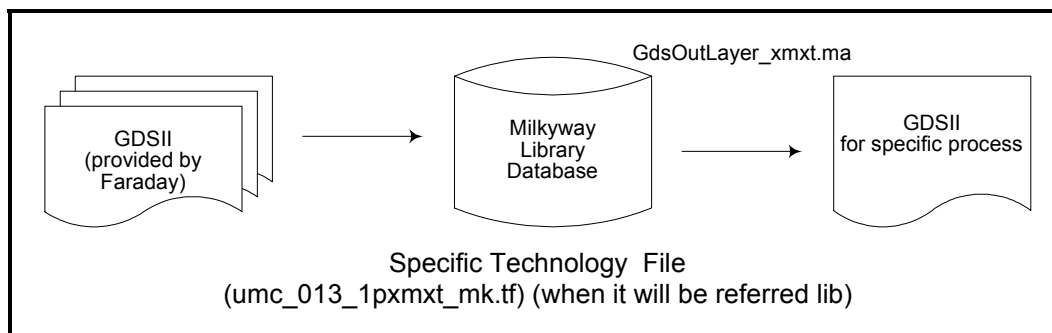 GdsOutLayer_xmxt.ma
GDSII
(provided by
Faraday)
Milkyway
Library
Database
GDSII
for specific process
Specific Technology File
(umc_013_1pxmxt_mk.tf) (when it will be referred lib)